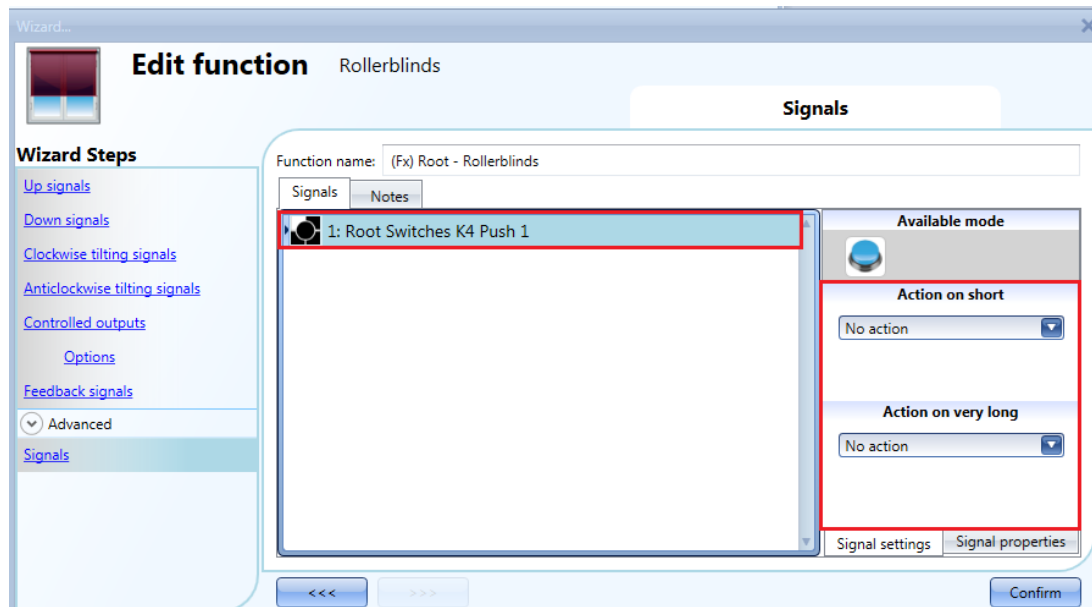 Wizard...
Edit function Rollerblinds
Signals
Wizard Steps
Up signals
Down signals
Clockwise tilting signals
Anticlockwise tilting signals
Controlled outputs
Options
Feedback signals
Advanced
Signals
Function name: (Fx) Root - Rollerblinds
Signals Notes
1: Root Switches K4 Push 1
Available mode
Action on short
No action
Action on very long
No action
Signal settings Signal properties
<<< >>> Confirm